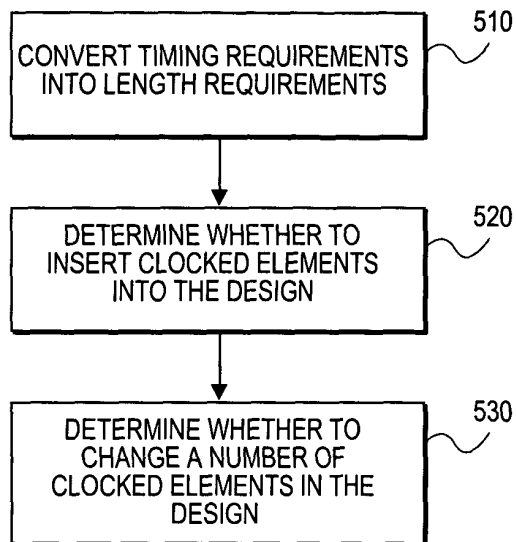 510
CONVERT TIMING REQUIREMENTS
INTO LENGTH REQUIREMENTS
520
DETERMINE WHETHER TO
INSERT CLOCKED ELEMENTS
INTO THE DESIGN
530
DETERMINE WHETHER TO
CHANGE A NUMBER OF
CLOCKED ELEMENTS IN THE
DESIGN